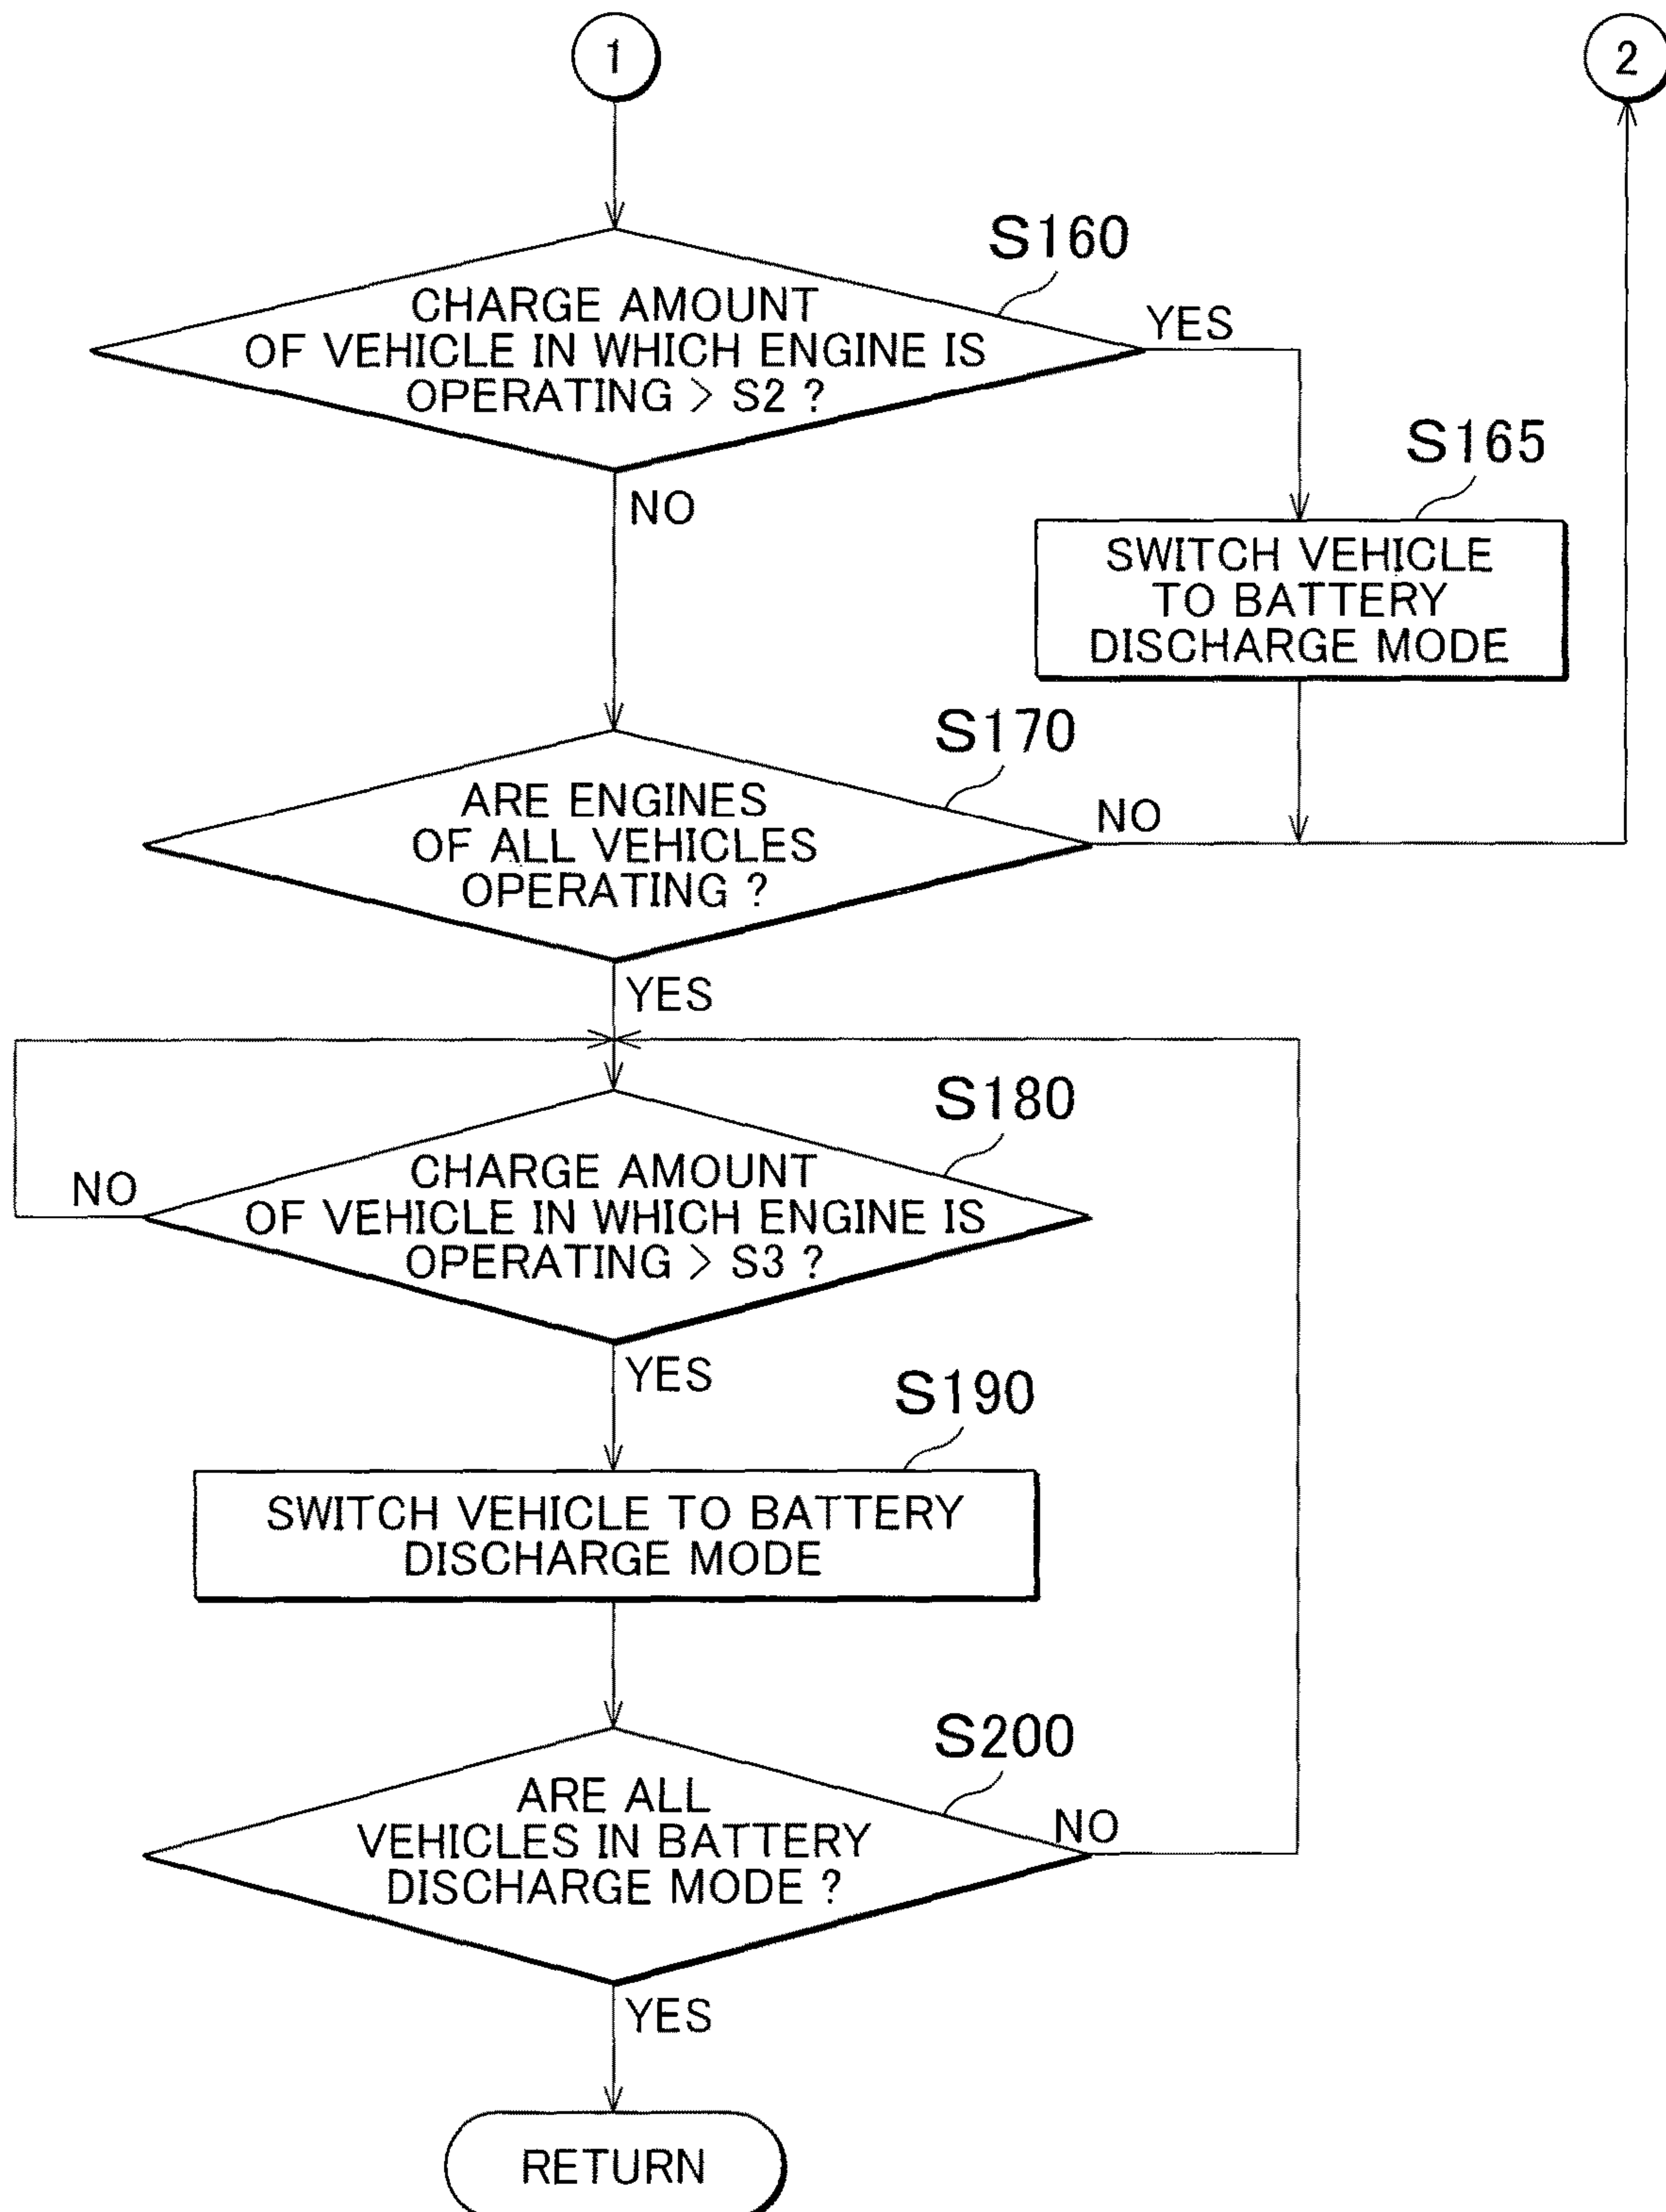 1
2
S160
CHARGE AMOUNT
OF VEHICLE IN WHICH ENGINE IS
OPERATING > S2 ?
YES
NO
S165
SWITCH VEHICLE
TO BATTERY
DISCHARGE MODE
S170
ARE ENGINES
OF ALL VEHICLES
OPERATING ?
NO
YES
S180
CHARGE AMOUNT
OF VEHICLE IN WHICH ENGINE IS
OPERATING > S3 ?
NO
YES
S190
SWITCH VEHICLE TO BATTERY
DISCHARGE MODE
S200
ARE ALL
VEHICLES IN BATTERY
DISCHARGE MODE ?
NO
YES
RETURN